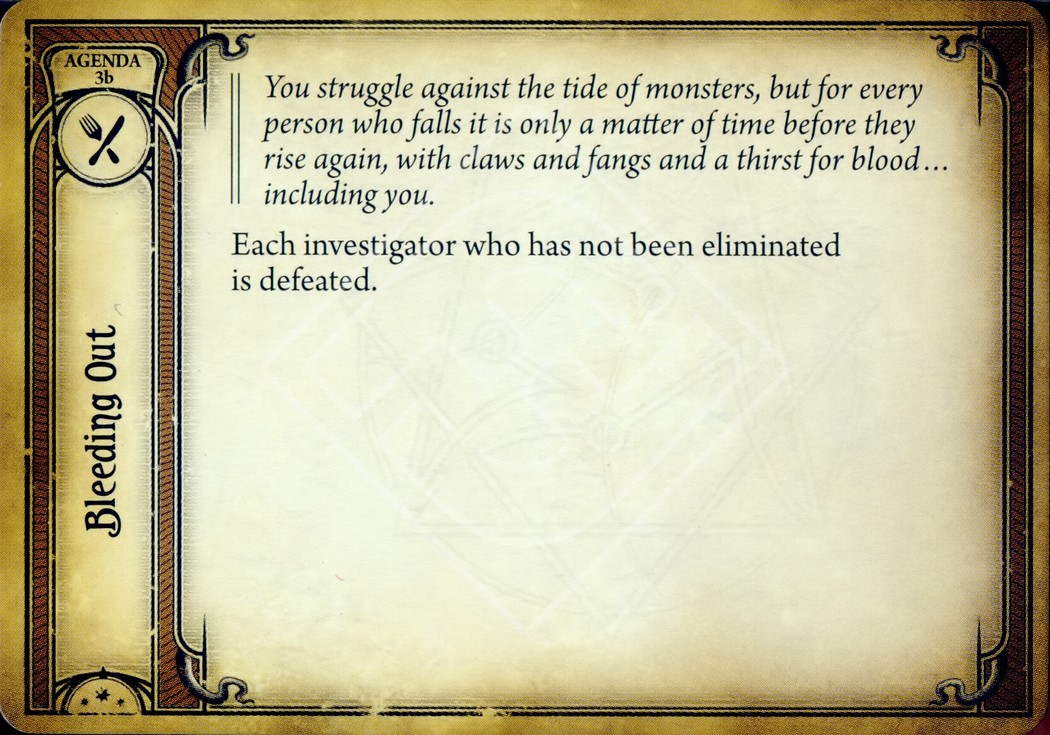 AGENDA
3b
Bleeding Out
You struggle against the tide of monsters, but for every
person who falls it is only a matter of time before they
rise again, with claws and fangs and a thirst for blood…
including you.
Each investigator who has not been eliminated
is defeated.